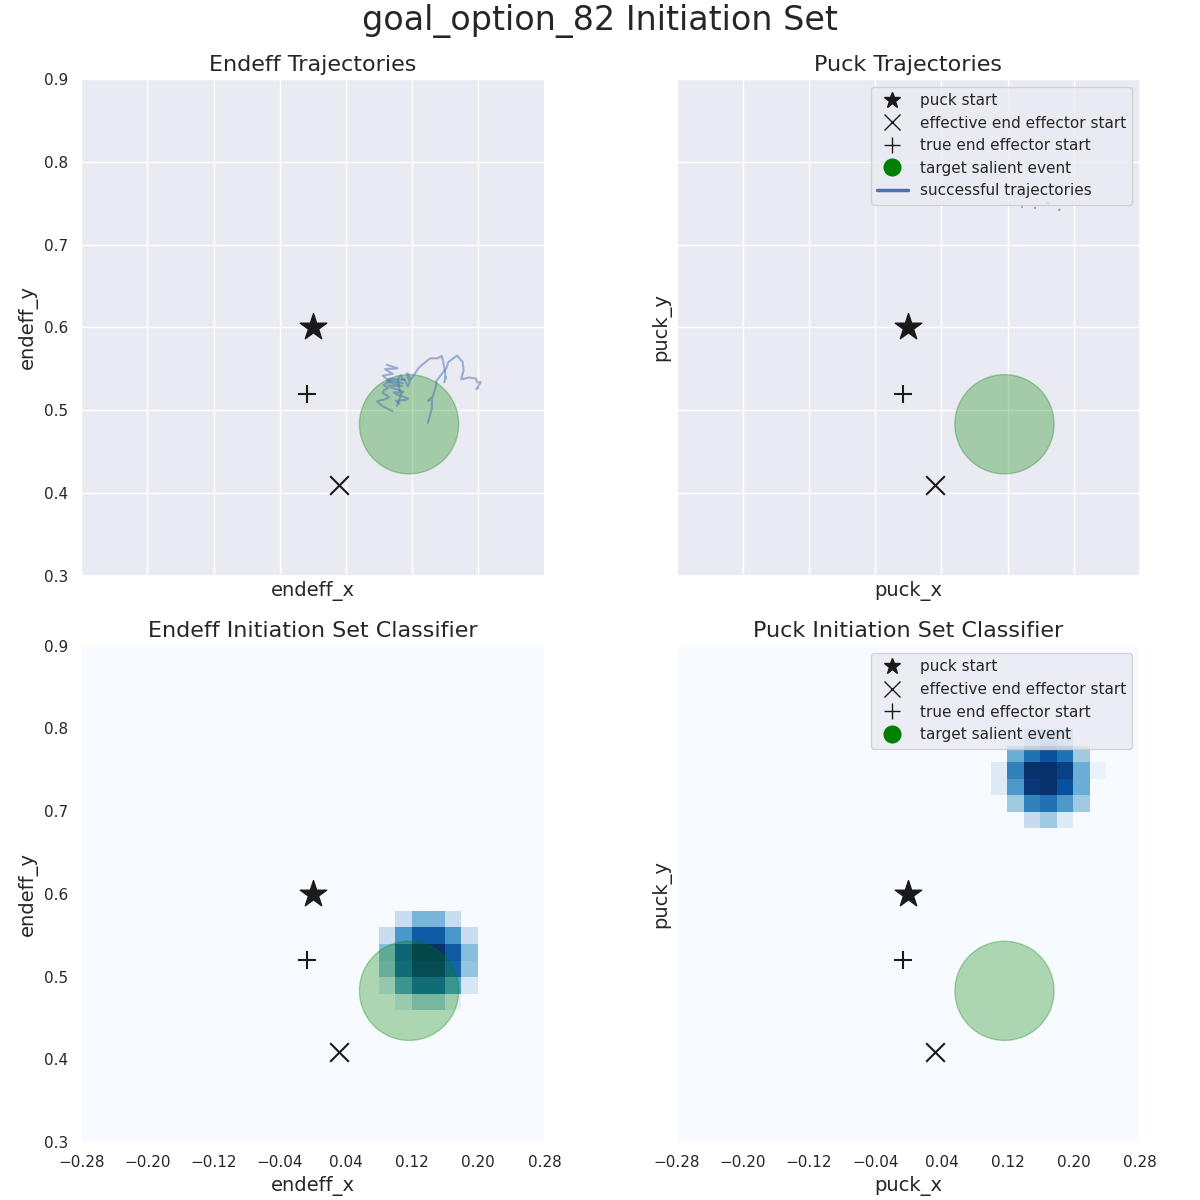 goal_option_82 Initiation Set
Endeff Trajectories
0.9
0.8
0.7
0.6
0.5
0.4
0.3
endeff_y
endeff_x
Puck Trajectories
puck start
effective end effector start
true end effector start
target salient event
successful trajectories
puck_y
puck_x
Endeff Initiation Set Classifier
0.9
0.8
0.7
0.6
0.5
0.4
0.3
endeff_y
−0.28 −0.20 −0.12 −0.04 0.04 0.12 0.20 0.28
endeff_x
Puck Initiation Set Classifier
puck start
effective end effector start
true end effector start
target salient event
puck_y
−0.28 −0.20 −0.12 −0.04 0.04 0.12 0.20 0.28
puck_x